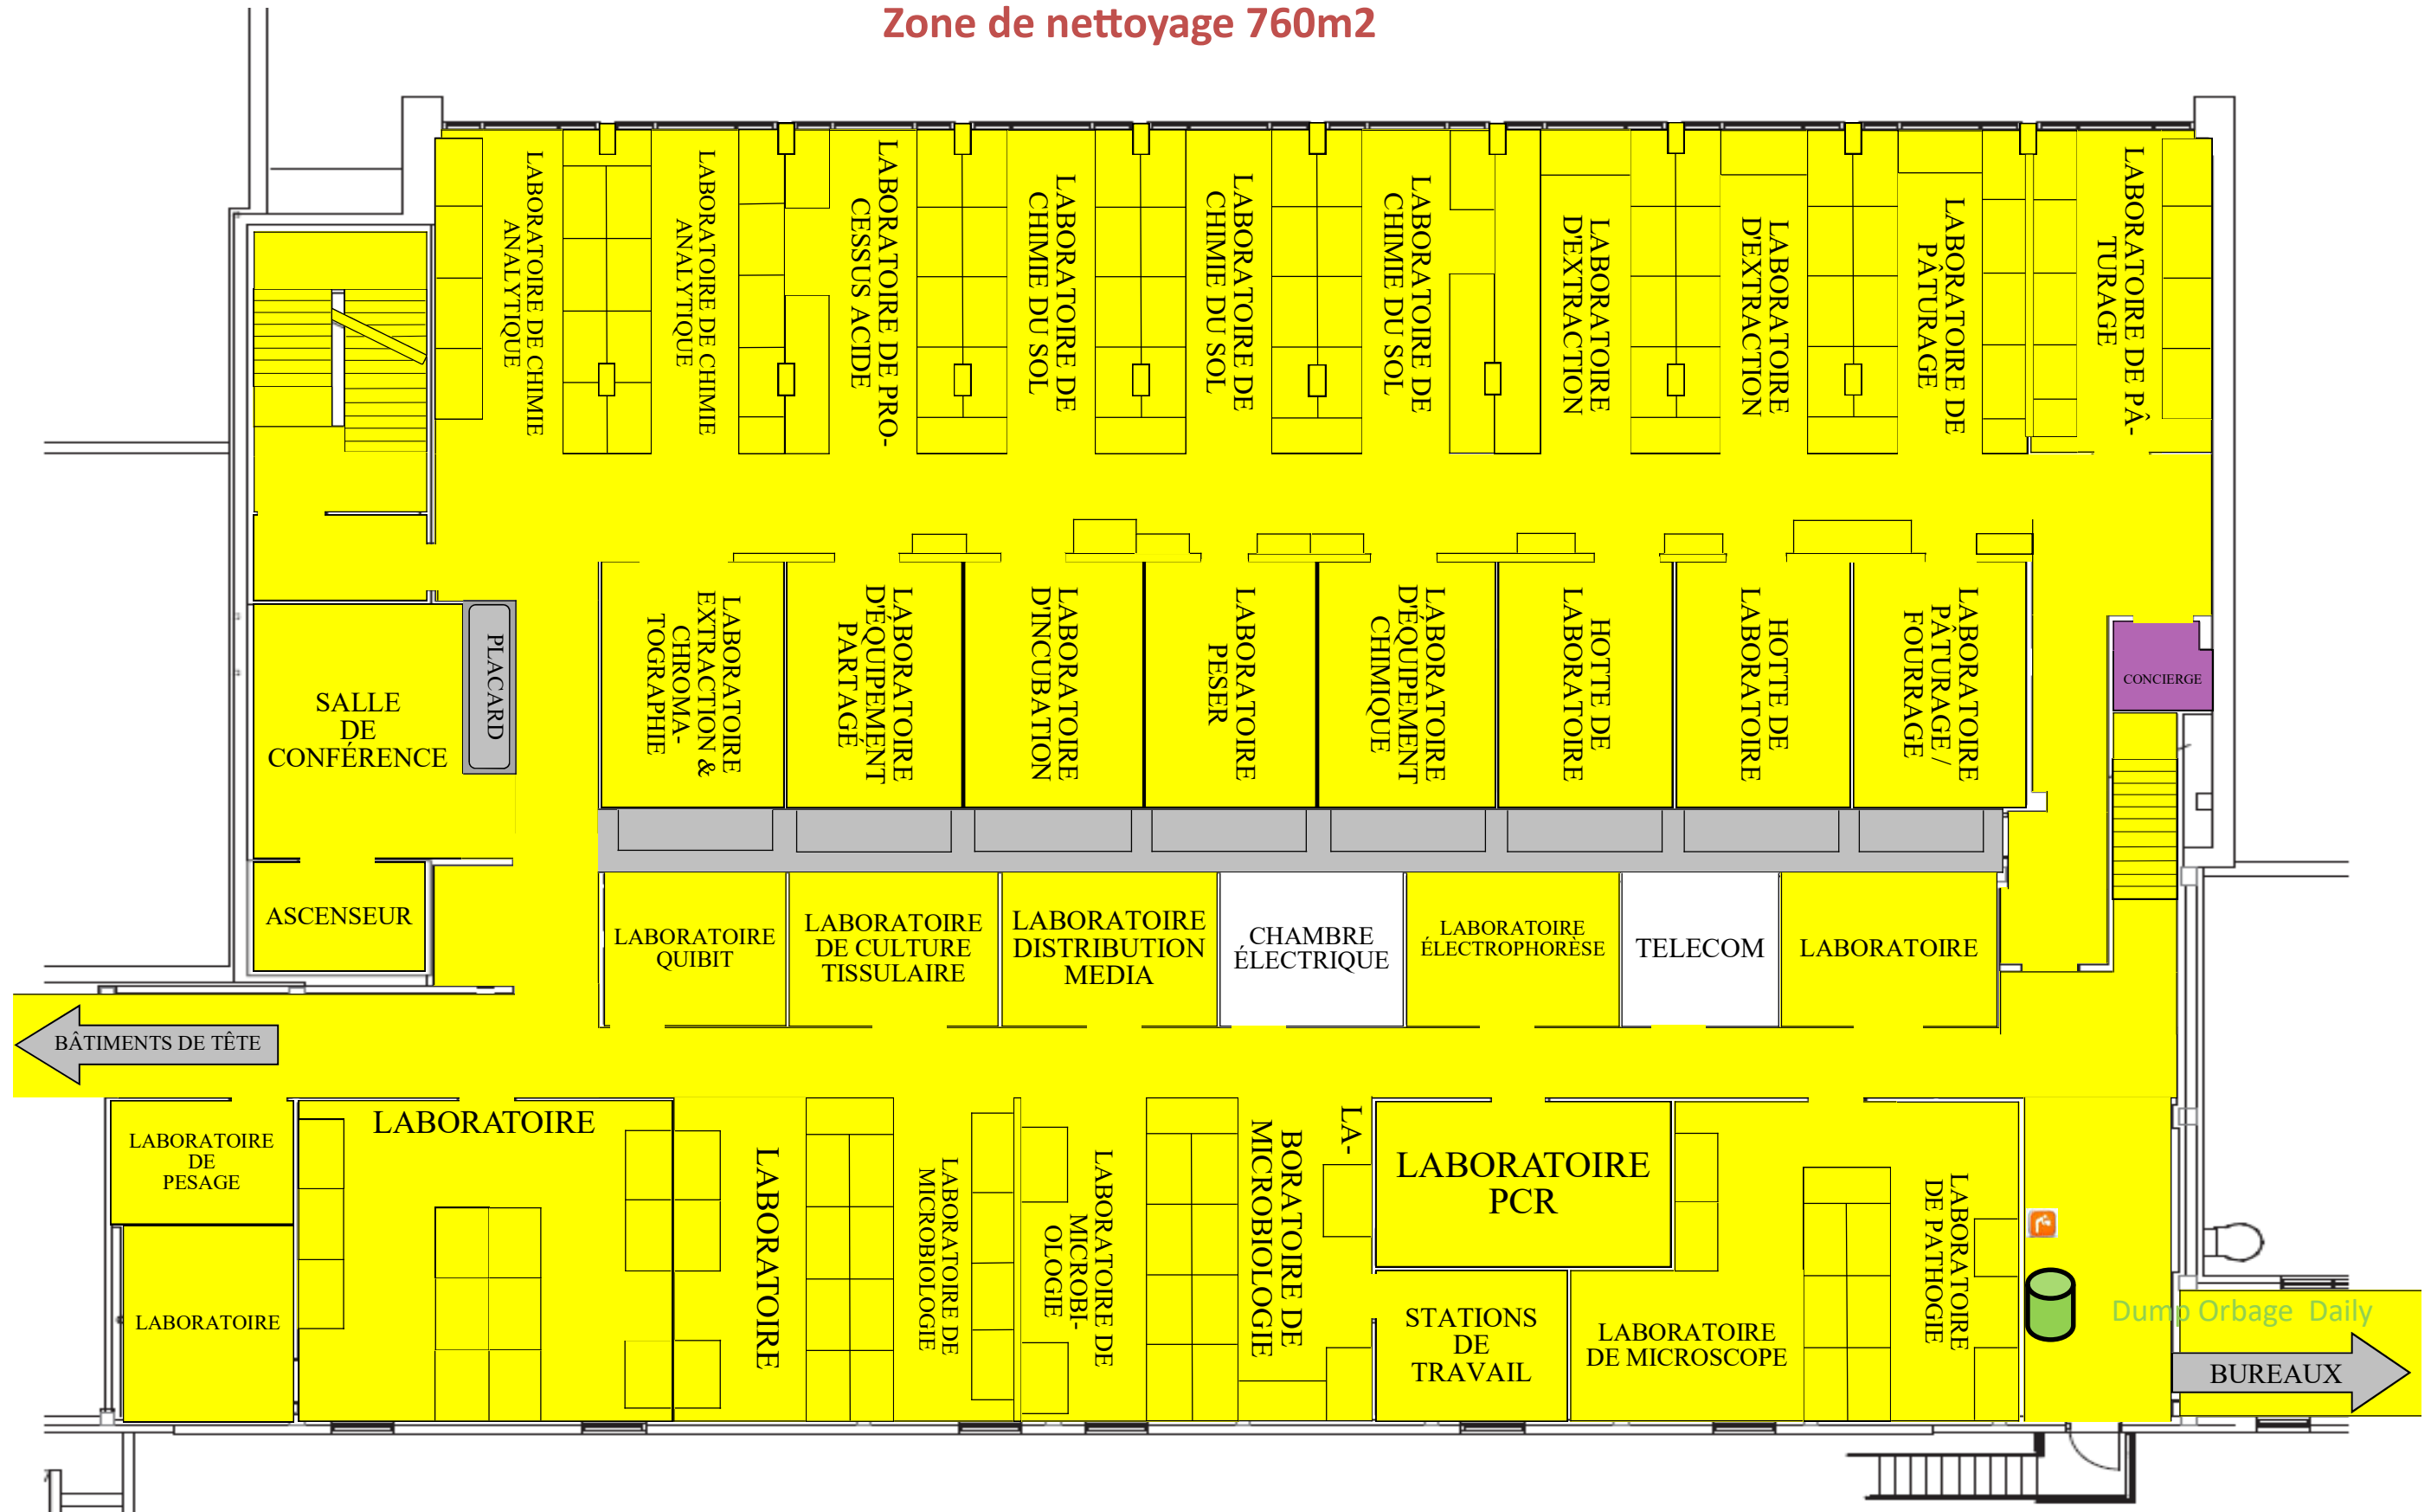 Zone de nettoyage 760m2
LABORATOIRE DE CHIMIE
ANALYTIQUE
LABORATOIRE DE CHIMIE
ANALYTIQUE
LABORATOIRE DE PRO-
CESSUS ACIDE
LABORATOIRE DE
CHIMIE DU SOL
LABORATOIRE DE
CHIMIE DU SOL
LABORATOIRE DE
CHIMIE DU SOL
LABORATOIRE
D'EXTRACTION
LABORATOIRE
D'EXTRACTION
LABORATOIRE DE
PÂTURAGE
LABORATOIRE DE PÂ-
TURAGE
PLACARD
SALLE
DE
CONFÉRENCE
LABORATOIRE
EXTRACTION &
CHROMA-
TOGRAPHIE
LABORATOIRE
D'ÉQUIPEMENT
PARTAGÉ
LABORATOIRE
D'INCUBATION
LABORATOIRE
PESER
LABORATOIRE
D'ÉQUIPEMENT
CHIMIQUE
HOTTE DE
LABORATOIRE
HOTTE DE
LABORATOIRE
LABORATOIRE
PÂTURAGE /
FOURRAGE
CONCIERGE
ASCENSEUR
LABORATOIRE
QUIBIT
LABORATOIRE
DE CULTURE
TISSULAIRE
LABORATOIRE
DISTRIBUTION
MEDIA
CHAMBRE
ÉLECTRIQUE
LABORATOIRE
ÉLECTROPHORÈSE
TELECOM
LABORATOIRE
BÂTIMENTS DE TÊTE
LABORATOIRE
DE
PESAGE
LABORATOIRE
LABORATOIRE
LABORATOIRE
LABORATOIRE DE
MICROBIOLOGIE
LABORATOIRE DE
MICROBI-
OLOGIE
LA-
BORATOIRE DE
MICROBIOLOGIE
LABORATOIRE
PCR
STATIONS
DE
TRAVAIL
LABORATOIRE
DE MICROSCOPE
LABORATOIRE
DE PATHOGIE
Dump Orbage Daily
BUREAUX